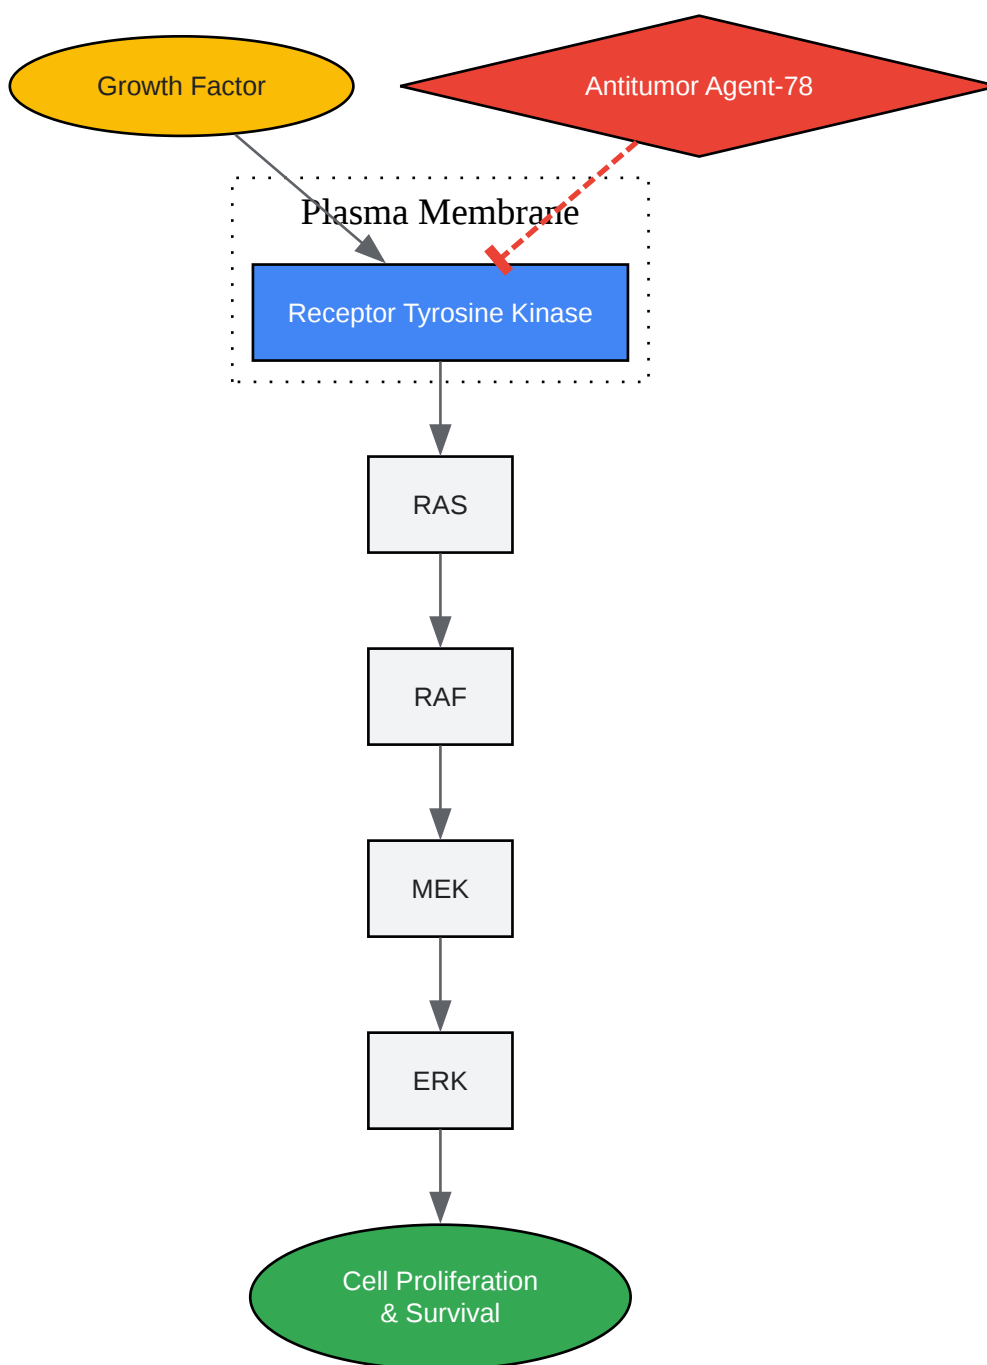 Growth Factor
Antitumor Agent-78
Plasma Membrane
Receptor Tyrosine Kinase
RAS
RAF
MEK
ERK
Cell Proliferation
& Survival